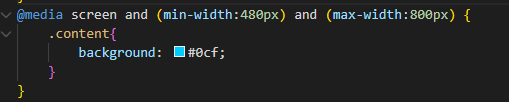 @media screen and (min-width:480px) and (max-width:800px) {
    .content{
        background: #0cf;
    }
}